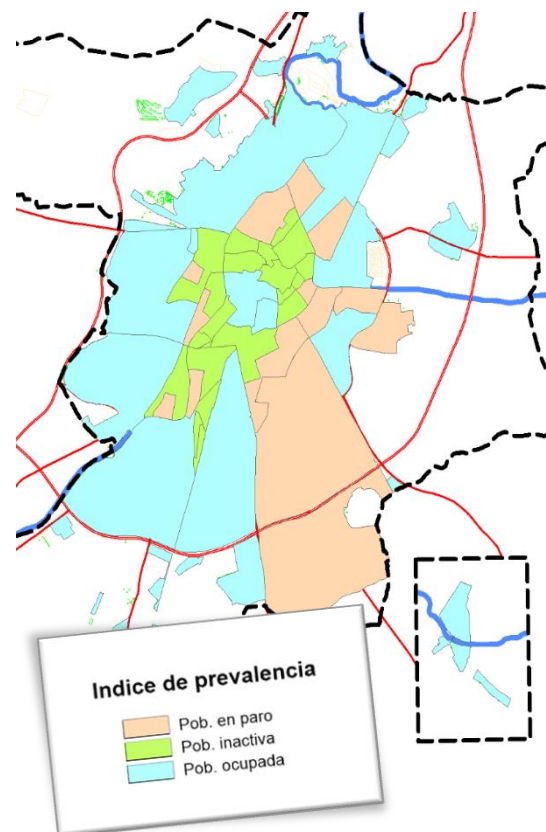 Indice de prevalencia
Pob. en paro
Pob. inactiva
Pob. ocupada